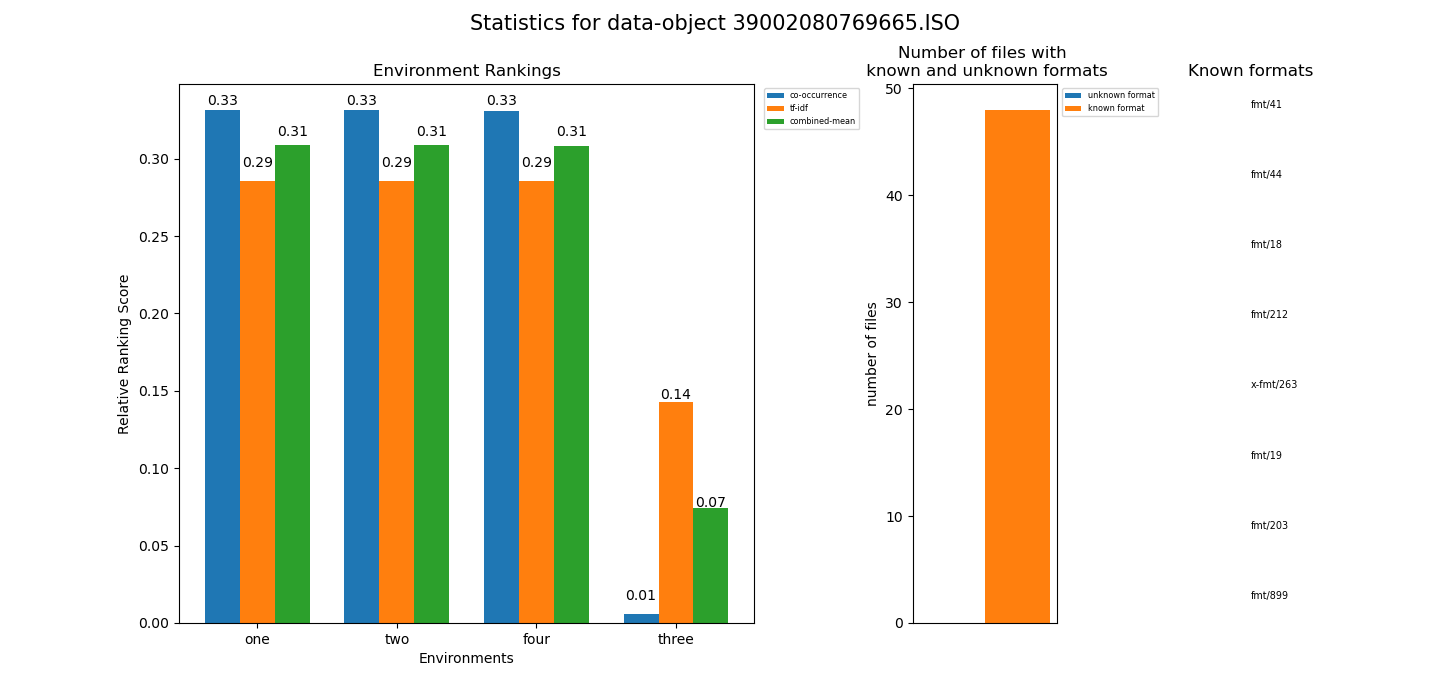 Statistics for data-object 39002080769665.ISO
Environment Rankings
co-occurrence
tf-idf
combined-mean
0.33
0.33
0.33
0.31
0.31
0.31
0.29
0.29
0.29
0.14
0.07
0.01
0.30
0.25
0.20
0.15
0.10
0.05
0.00
Relative Ranking Score
one
two
four
three
Environments
Number of files with
known and unknown formats
unknown format
known format
50
40
30
20
10
0
number of files
Known formats
fmt/41
fmt/44
fmt/18
fmt/212
x-fmt/263
fmt/19
fmt/203
fmt/899